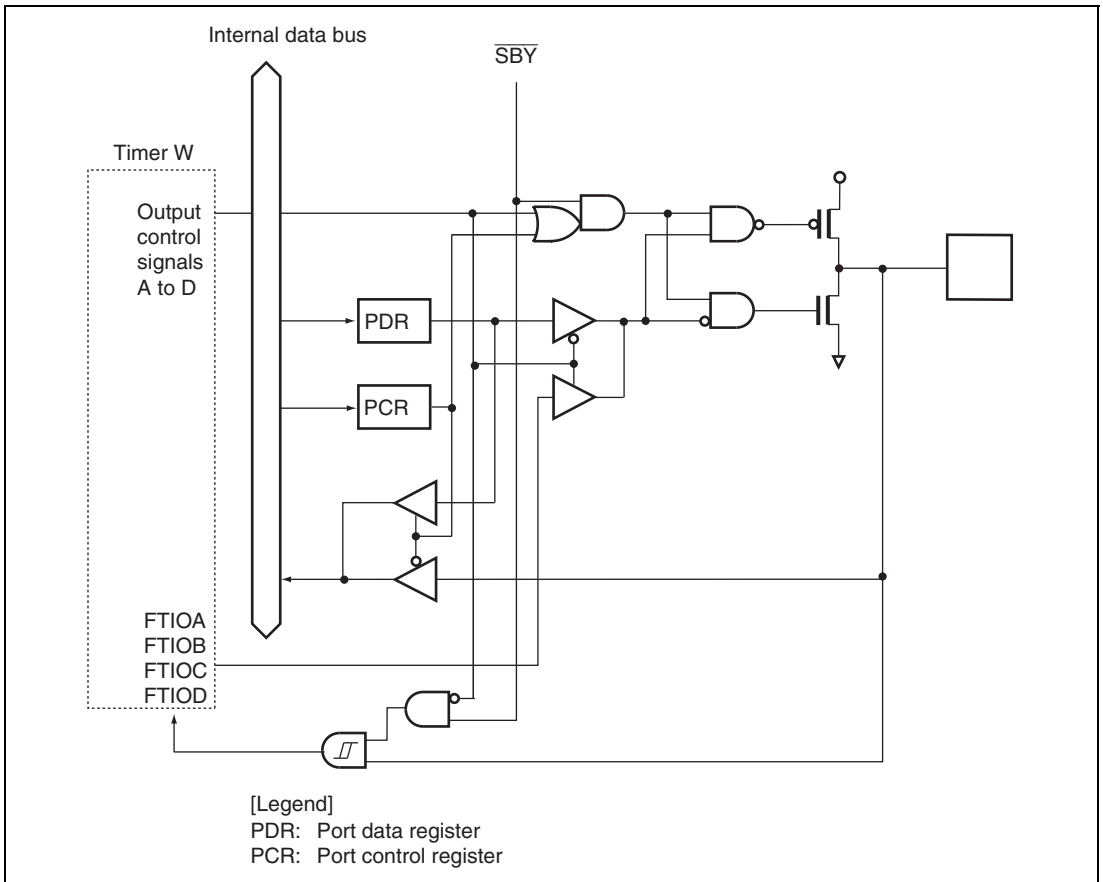 Internal data bus
SBY
Timer W
Output
control
signals
A to D
PDR
PCR
FTIOA
FTIOB
FTIOC
FTIOD
[Legend]
PDR: Port data register
PCR: Port control register